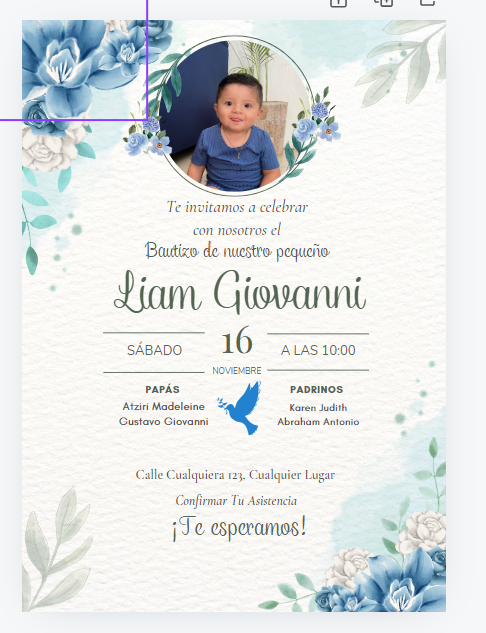 Te invitamos a celebrar
con nosotros el
Bautizo de nuestro pequeño
Liam Giovanni
SÁBADO
16
A LAS 10:00
NOVIEMBRE
PAPÁS
Atziri Madeleine
Gustavo Giovanni
PADRINOS
Karen Judith
Abraham Antonio
Calle Cualquiera 123, Cualquier Lugar
Confirmar Tu Asistencia
¡Te esperamos!